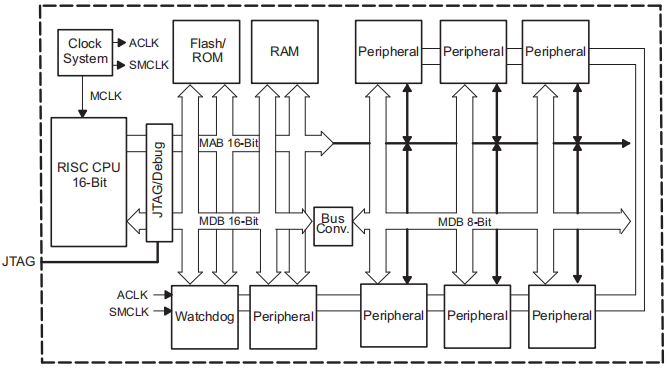 Clock
System
ACLK
SMCLK
MCLK
Flash/
ROM
RAM
Peripheral
Peripheral
Peripheral
RISC CPU
16-Bit
JTAG/Debug
MAB 16-Bit
MDB 16-Bit
Bus
Conv.
MDB 8-Bit
JTAG
ACLK
SMCLK
Watchdog
Peripheral
Peripheral
Peripheral
Peripheral